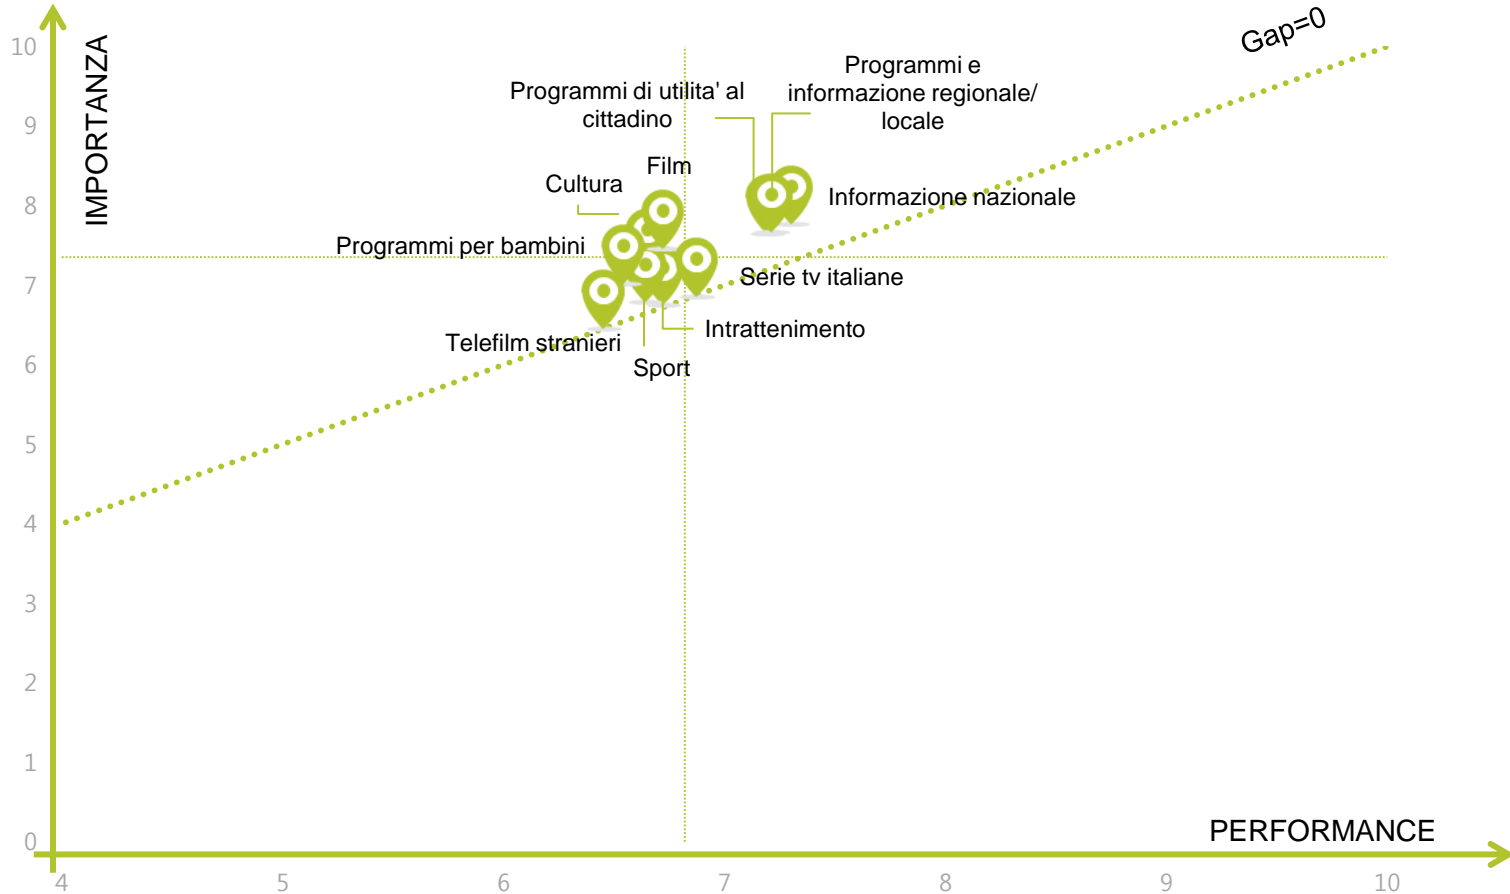 Gap=0
10
IMPORTANZA
Programmi e
informazione regionale/
locale
Programmi di utilita' al
cittadino
9
Film
Cultura
8
Informazione nazionale
Programmi per bambini
7
Serie tv italiane
Intrattenimento
Telefilm stranieri
6
Sport
5
4
3
2
1
0
PERFORMANCE
4 5 6 7 8 9 10